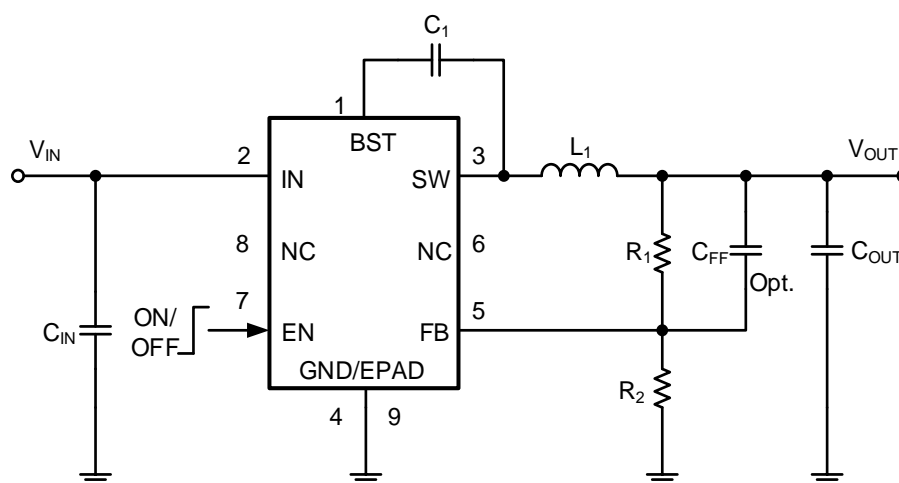 C1
1
BST
VIN
2
IN
SW
3
L1
VOUT
8
NC
NC
6
R1
CFF
Opt.
COUT
CIN
ON/
OFF
7
EN
FB
5
GND/EPAD
4
9
R2